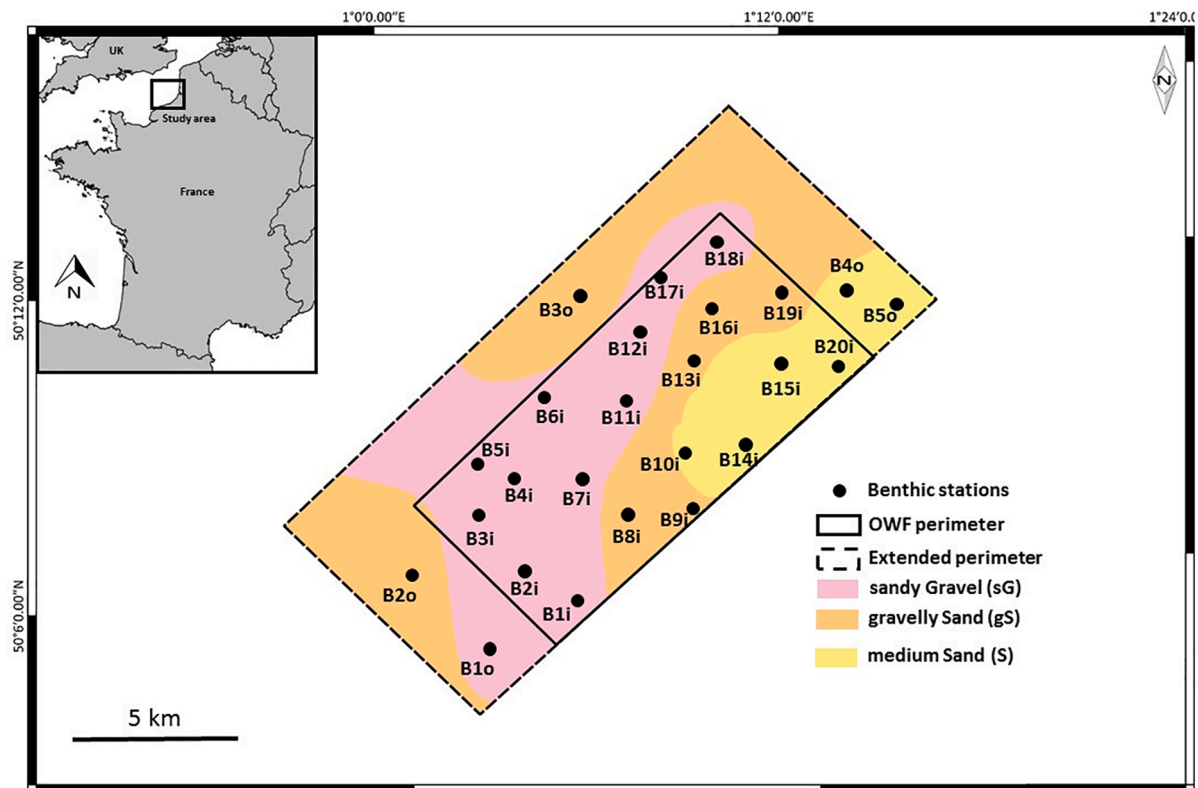 1°0'0.00"E
1°12'0.00"E
1°24'0.0
UK
Study area
France
N
N
50°12'0.00"N
50°6'0.00"N
B18i
B4o
B17i
B3o
B19i
B5o
B16i
B12i
B20i
B13i
B15i
B6i
B11i
B5i
B10i
B14i
B4i
B7i
B9i
B3i
B8i
B2o
B2i
B1i
B1o
Benthic stations
OWF perimeter
Extended perimeter
sandy Gravel (sG)
gravelly Sand (gS)
medium Sand (S)
5 km